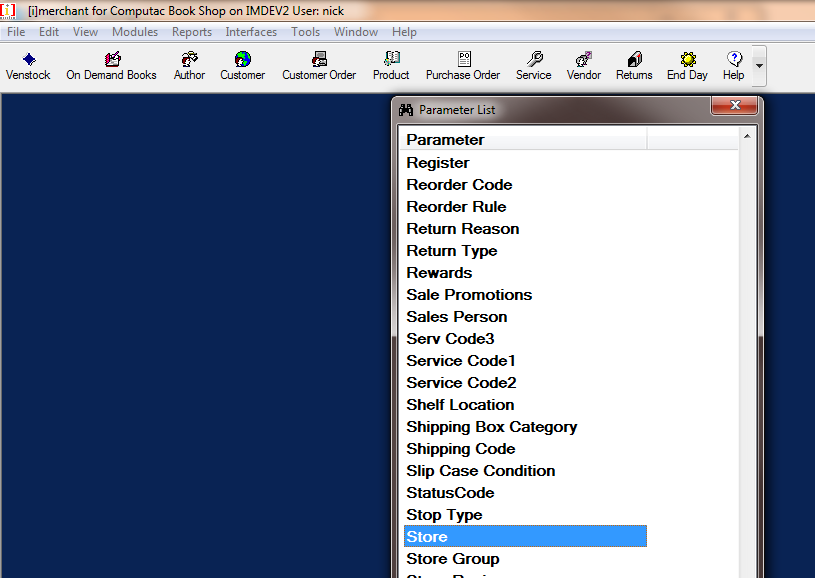 [i] [i]merchant for Computac Book Shop on IMDEV2 User: nick
File Edit View Modules Reports Interfaces Tools Window Help
Venstock On Demand Books Author Customer Customer Order Product Purchase Order Service Vendor Returns End Day Help
Parameter List
Parameter
Register
Reorder Code
Reorder Rule
Return Reason
Return Type
Rewards
Sale Promotions
Sales Person
Serv Code3
Service Code1
Service Code2
Shelf Location
Shipping Box Category
Shipping Code
Slip Case Condition
StatusCode
Stop Type
Store
Store Group